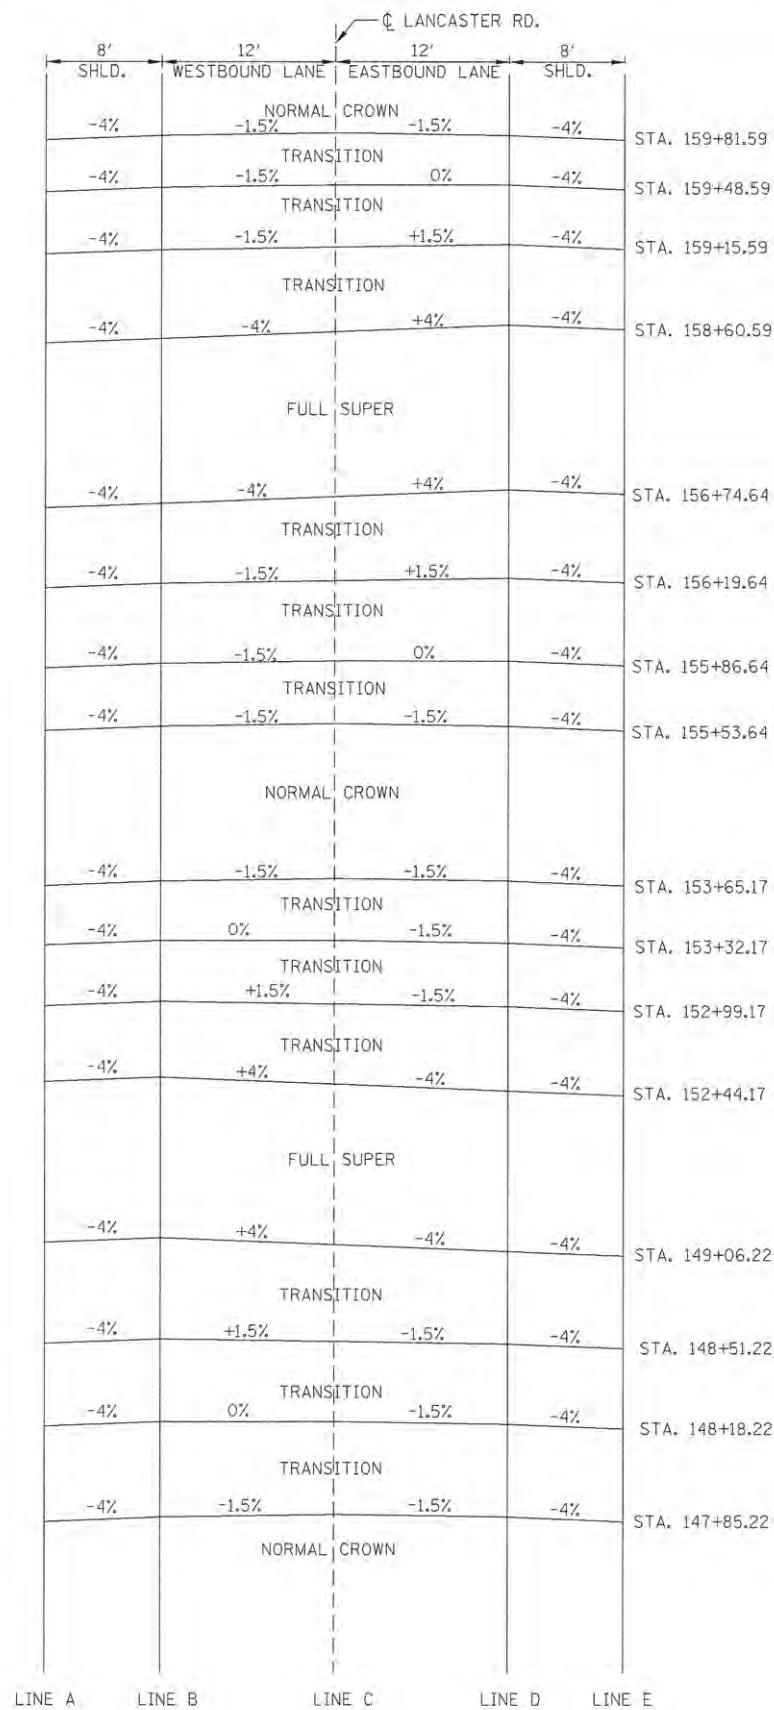 ℄ LANCASTER RD.
8' 12' 12' 8'
SHLD. WESTBOUND LANE EASTBOUND LANE SHLD.
NORMAL CROWN
-4% -1.5% -1.5% -4% STA. 159+81.59
TRANSITION
-4% -1.5% 0% -4% STA. 159+48.59
TRANSITION
-4% -1.5% +1.5% -4% STA. 159+15.59
TRANSITION
-4% -4% +4% -4% STA. 158+60.59
FULL SUPER
-4% -4% +4% -4% STA. 156+74.64
TRANSITION
-4% -1.5% +1.5% -4% STA. 156+19.64
TRANSITION
-4% -1.5% 0% -4% STA. 155+86.64
TRANSITION
-4% -1.5% -1.5% -4% STA. 155+53.64
NORMAL CROWN
-4% -1.5% -1.5% -4% STA. 153+65.17
TRANSITION
-4% 0% -1.5% -4% STA. 153+32.17
TRANSITION
-4% +1.5% -1.5% -4% STA. 152+99.17
TRANSITION
-4% +4% -4% -4% STA. 152+44.17
FULL SUPER
-4% +4% -4% -4% STA. 149+06.22
TRANSITION
-4% +1.5% -1.5% -4% STA. 148+51.22
TRANSITION
-4% 0% -1.5% -4% STA. 148+18.22
TRANSITION
-4% -1.5% -1.5% -4% STA. 147+85.22
NORMAL CROWN
LINE A LINE B LINE C LINE D LINE E